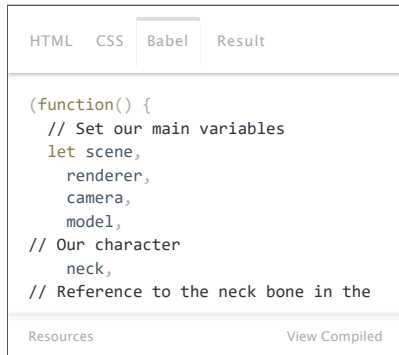 HTML CSS Babel Result
(function() {
// Set our main variables
let scene,
renderer,
camera,
model,
// Our character
neck,
// Reference to the neck bone in the
Resources View Compiled